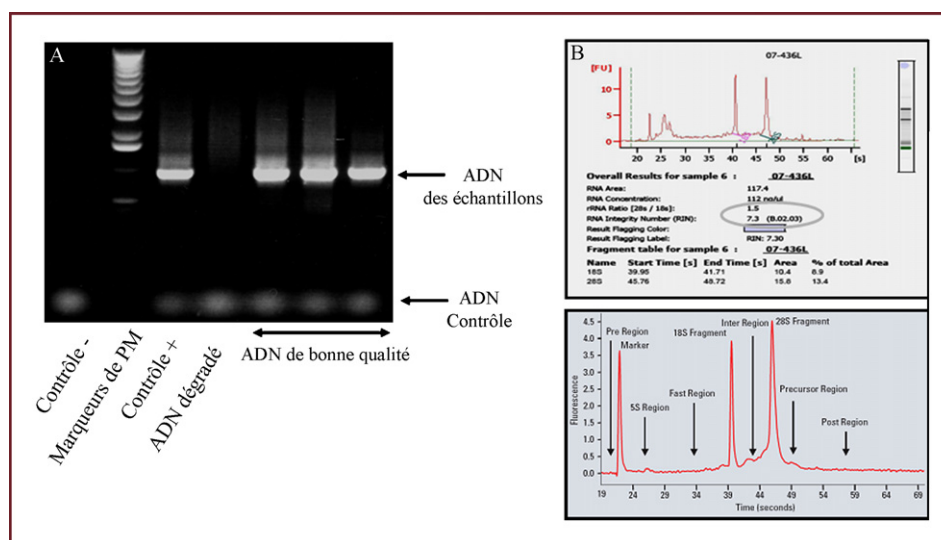 A
ADN
des échantillons
ADN
Contrôle
ADN de bonne qualité
Contrôle -
Marqueurs de PM
Contrôle +
ADN dégradé
B
07-436L
[FU]
10
5
0
20 25 30 35 40 45 50 55 60 [s]
Overall Results for sample 6 : 07-436L
RNA Area: 117.4
RNA Concentration: 112 ng/ul
rRNA Ratio [28s / 18s]: 1.5
RNA Integrity Number (RIN): 7.3 (B.02.03)
Result Flagging Color:
Result Flagging Label: RIN: 7.30
Fragment table for sample 6 : 07-436L
Name Start Time [s] End Time [s] Area % of total Area
18S 39.95 41.71 10.4 8.9
28S 45.76 48.72 15.8 13.4
Fluorescence
4.5
4.0
3.5
3.0
2.5
2.0
1.5
1.0
0.5
0.0
Pre Region
Marker
5S Region
Fast Region
18S Fragment
Inter Region
28S Fragment
Precursor Region
Post Region
19 24 29 34 39 44 49 54 59 64 69
Time (seconds)